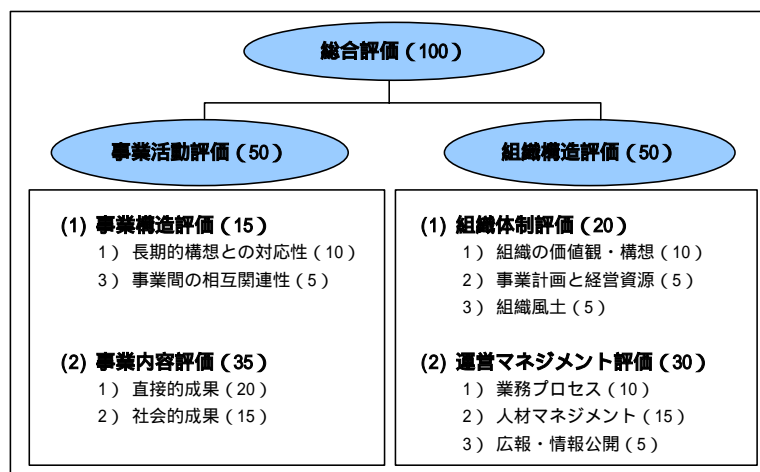 総合評価（100）
事業活動評価（50）
組織構造評価（50）
(1) 事業構造評価（15）
1） 長期的構想との対応性（10）
3） 事業間の相互関連性（5）
(2) 事業内容評価（35）
1） 直接的成果（20）
2） 社会的成果（15）
(1) 組織体制評価（20）
1） 組織の価値観・構想（10）
2） 事業計画と経営資源（5）
3） 組織風土（5）
(2) 運営マネジメント評価（30）
1） 業務プロセス（10）
2） 人材マネジメント（15）
3） 広報・情報公開（5）